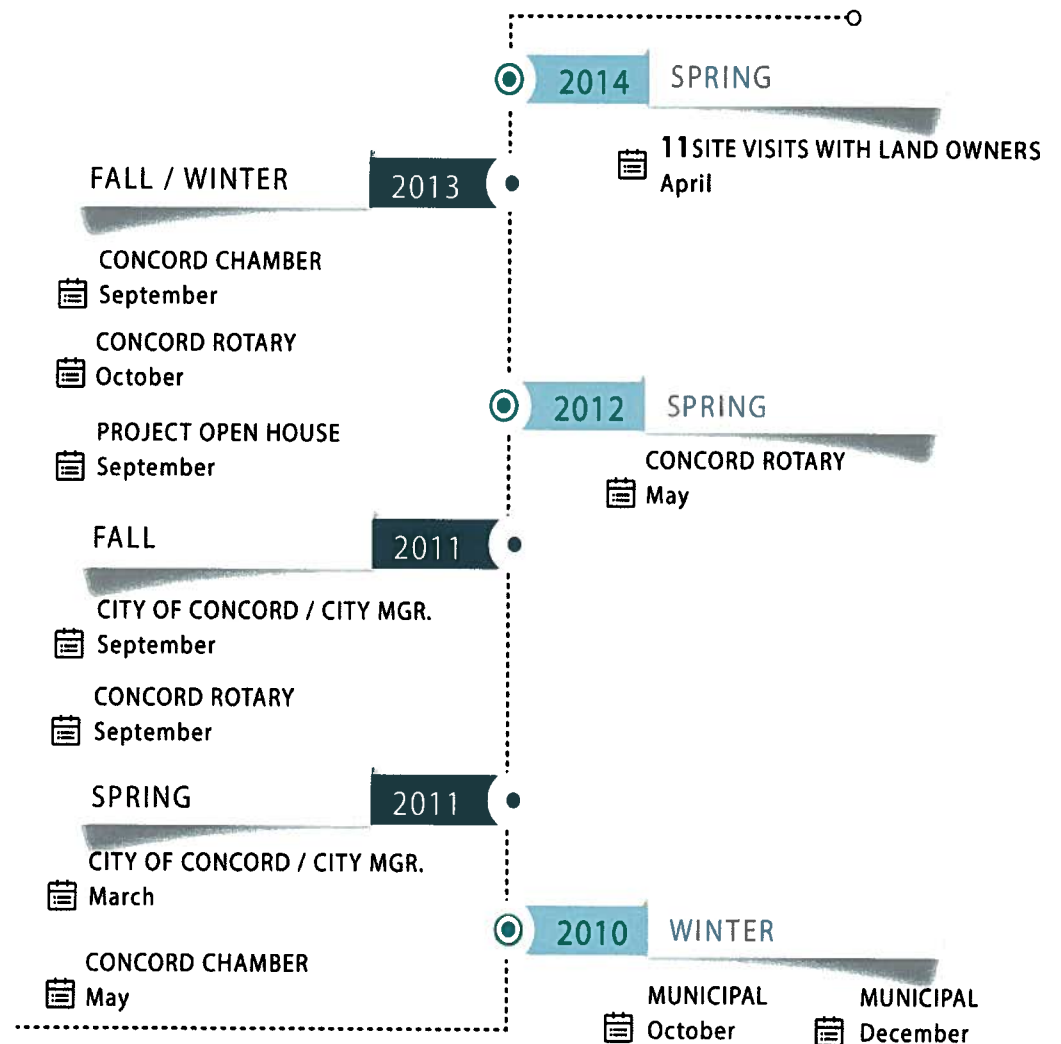 2014 SPRING
11 SITE VISITS WITH LAND OWNERS
April
FALL / WINTER 2013
CONCORD CHAMBER
September
CONCORD ROTARY
October
PROJECT OPEN HOUSE
September
2012 SPRING
CONCORD ROTARY
May
FALL 2011
CITY OF CONCORD / CITY MGR.
September
CONCORD ROTARY
September
SPRING 2011
CITY OF CONCORD / CITY MGR.
March
CONCORD CHAMBER
May
2010 WINTER
MUNICIPAL
October
MUNICIPAL
December